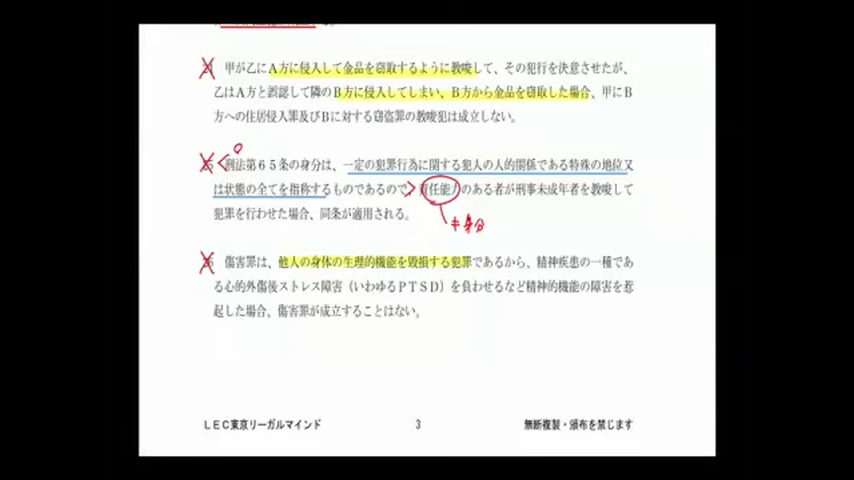 甲が乙にＡ方に侵入して金品を窃取するように教唆して、その犯行を決意させたが、
乙はＡ方と誤認して隣のＢ方に侵入してしまい、Ｂ方から金品を窃取した場合、甲にＢ
方への住居侵入罪及びＢに対する窃盗罪の教唆犯は成立しない。
刑法第６５条の身分は、一定の犯罪行為に関する犯人の人的関係である特殊の地位又
は状態の全てを指称するものであるので、責任能力のある者が刑事未成年者を教唆して
犯罪を行わせた場合、同条が適用される。
≠身分
傷害罪は、他人の身体の生理的機能を毀損する犯罪であるから、精神疾患の一種であ
る心的外傷後ストレス障害（いわゆるＰＴＳＤ）を負わせるなど精神的機能の障害を惹
起した場合、傷害罪が成立することはない。
ＬＥＣ東京リーガルマインド
3
無断複製・頒布を禁じます